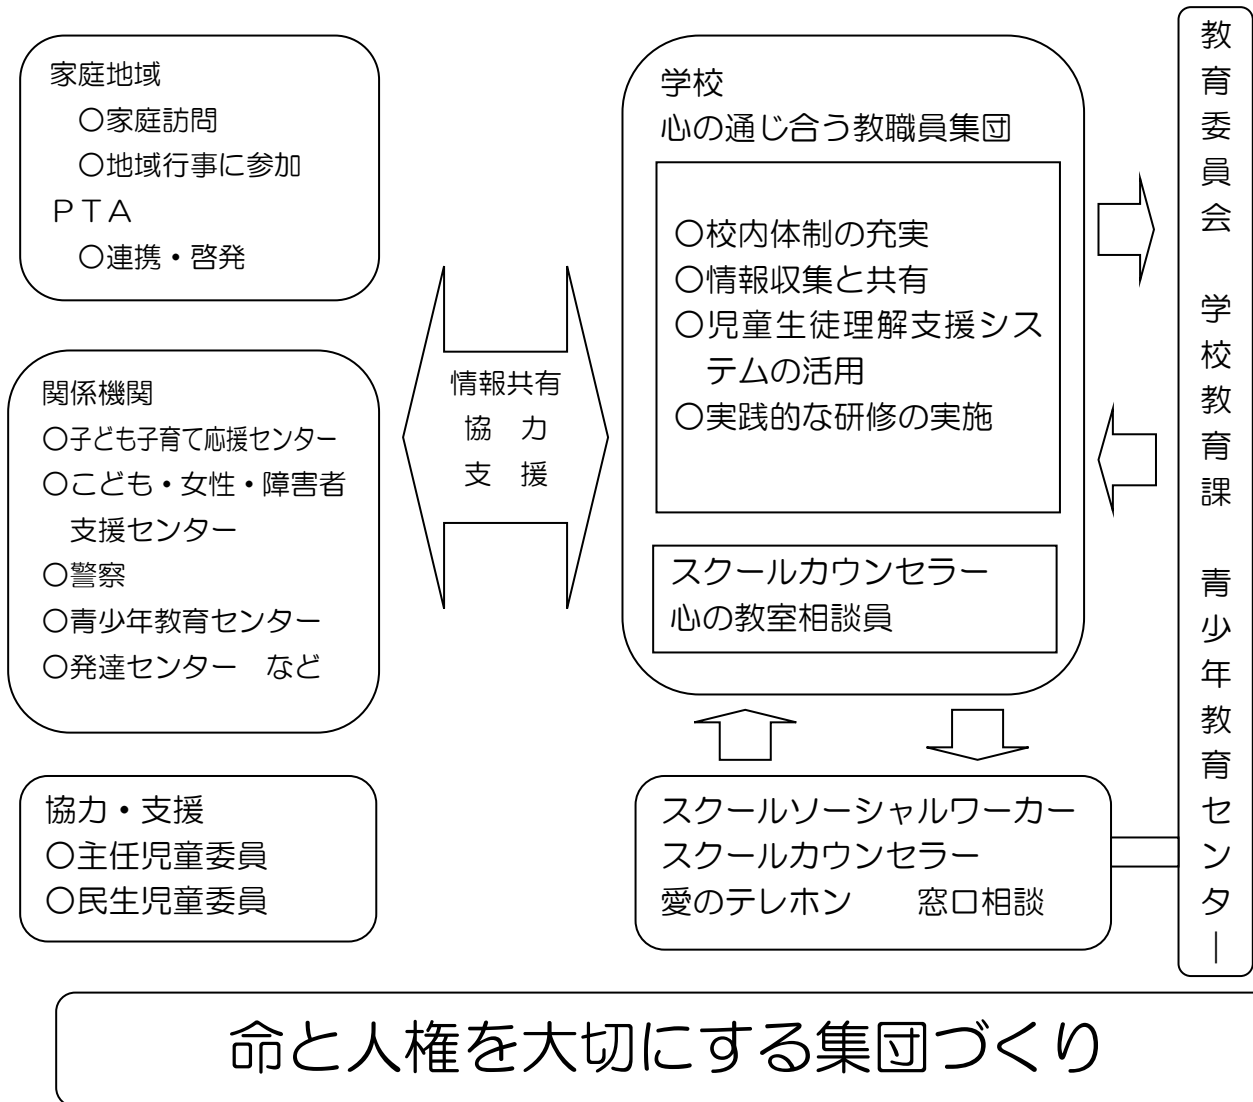 家庭地域
○家庭訪問
○地域行事に参加
ＰＴＡ
○連携・啓発
関係機関
○子ども子育て応援センター
○こども・女性・障害者
支援センター
○警察
○青少年教育センター
○発達センター　など
協力・支援
○主任児童委員
○民生児童委員
情報共有
協　力
支　援
学校
心の通じ合う教職員集団
○校内体制の充実
○情報収集と共有
○児童生徒理解支援シス
テムの活用
○実践的な研修の実施
スクールカウンセラー
心の教室相談員
スクールソーシャルワーカー
スクールカウンセラー
愛のテレホン　　窓口相談
教育委員会　学校教育課　青少年教育センター
命と人権を大切にする集団づくり